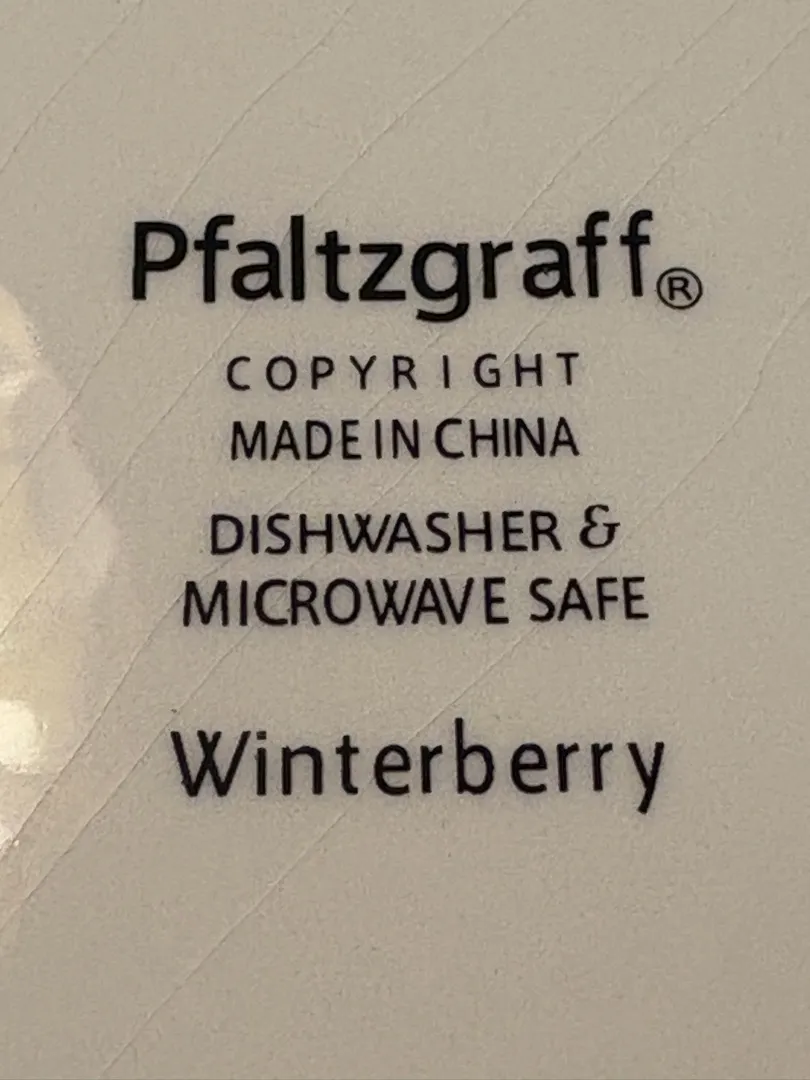 Pfaltzgraff®
COPYRIGHT
MADE IN CHINA
DISHWASHER &
MICROWAVE SAFE
Winterberry